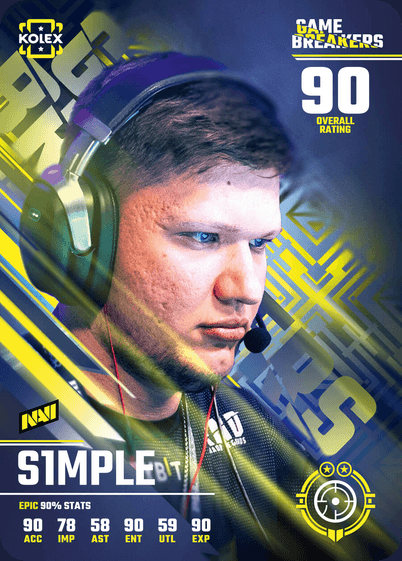 KOLEX
GAME
BREAKERS
90
OVERALL
RATING
NAVI
S1MPLE
EPIC 90% STATS
90 78 58 90 59 90
ACC IMP AST ENT UTL EXP